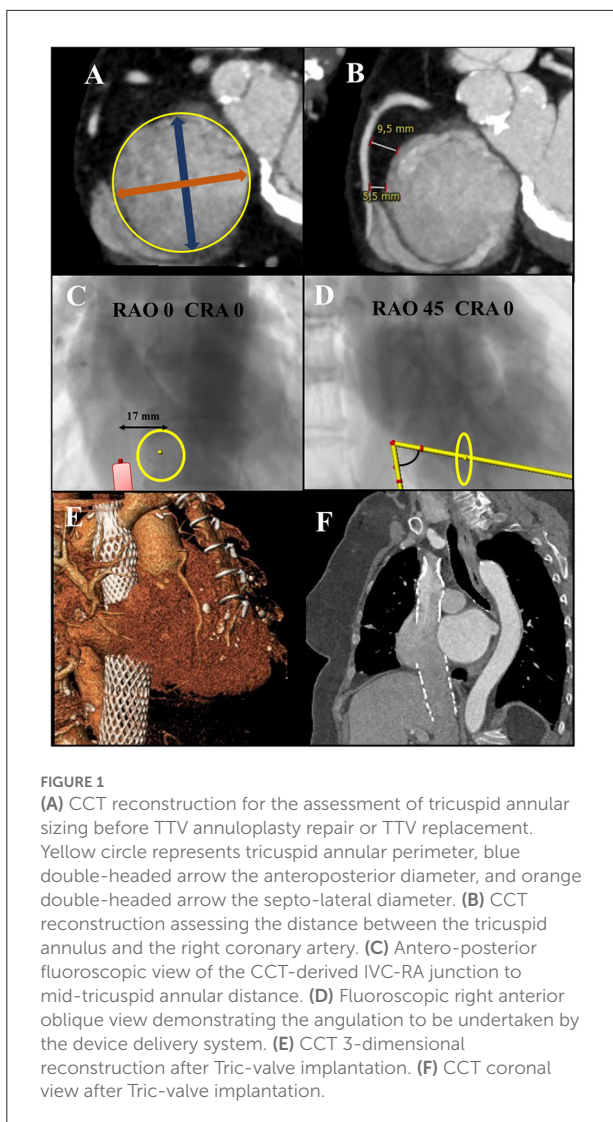 A
B
9,5 mm
5,5 mm
C
RAO 0 CRA 0
17 mm
D
RAO 45 CRA 0
E
F
FIGURE 1
(A) CCT reconstruction for the assessment of tricuspid annular
sizing before TTV annuloplasty repair or TTV replacement.
Yellow circle represents tricuspid annular perimeter, blue
double-headed arrow the anteroposterior diameter, and orange
double-headed arrow the septo-lateral diameter. (B) CCT
reconstruction assessing the distance between the tricuspid
annulus and the right coronary artery. (C) Antero-posterior
fluoroscopic view of the CCT-derived IVC-RA junction to
mid-tricuspid annular distance. (D) Fluoroscopic right anterior
oblique view demonstrating the angulation to be undertaken by
the device delivery system. (E) CCT 3-dimensional
reconstruction after Tric-valve implantation. (F) CCT coronal
view after Tric-valve implantation.